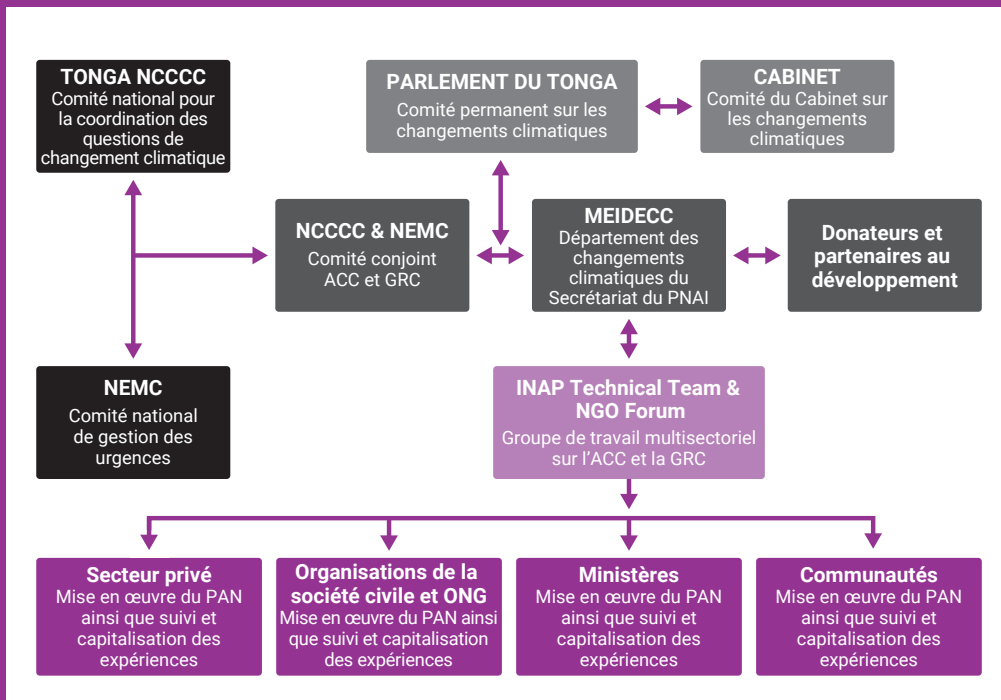 TONGA NCCCC
Comité national pour
la coordination des
questions de
changement climatique
PARLEMENT DU TONGA
Comité permanent sur les
changements climatiques
CABINET
Comité du Cabinet sur
les changements
climatiques
NCCCC & NEMC
Comité conjoint
ACC et GRC
MEIDECC
Département des
changements
climatiques du
Secrétariat du PNAI
Donateurs et
partenaires au
développement
NEMC
Comité national
de gestion des
urgences
INAP Technical Team &
NGO Forum
Groupe de travail multisectoriel
sur l'ACC et la GRC
Secteur privé
Mise en œuvre du PAN
ainsi que suivi et
capitalisation des
expériences
Organisations de la
société civile et ONG
Mise en œuvre du PAN ainsi
que suivi et capitalisation
des expériences
Ministères
Mise en œuvre du PAN
ainsi que suivi et
capitalisation des
expériences
Communautés
Mise en œuvre du PAN
ainsi que suivi et
capitalisation des
expériences